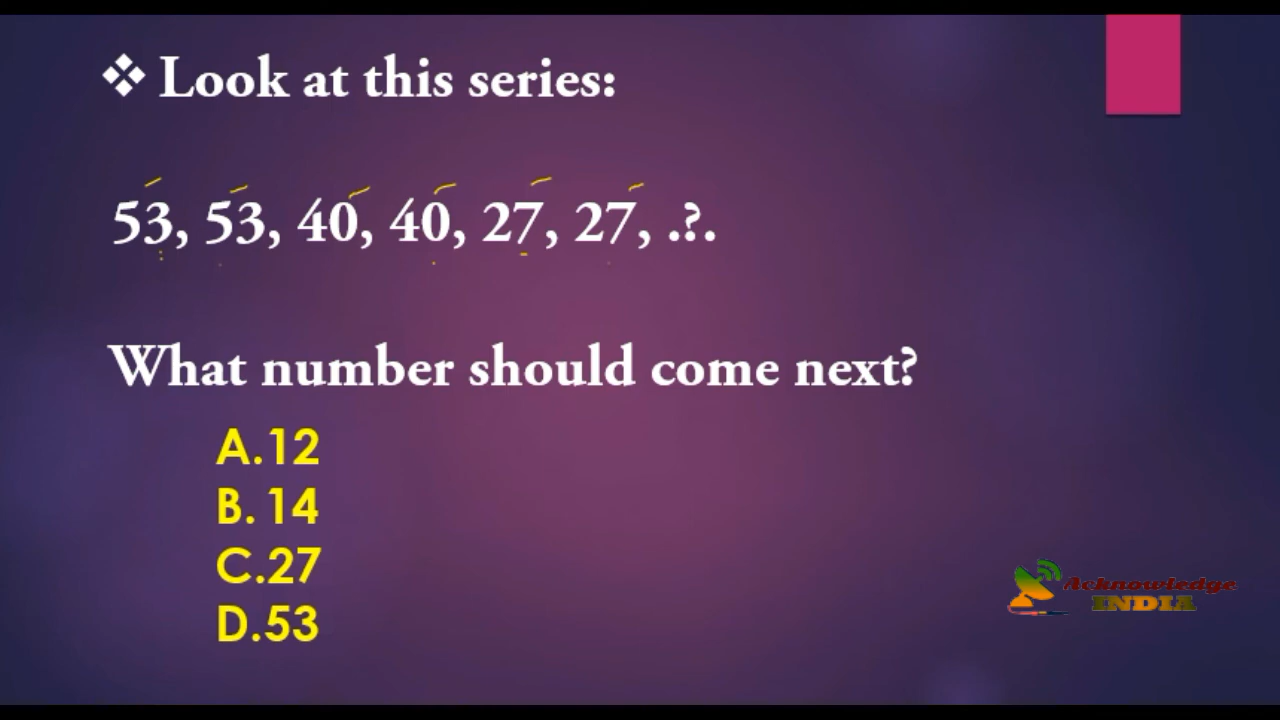 ❖ Look at this series:
53, 53, 40, 40, 27, 27, .?.
What number should come next?
A.12
B. 14
C.27
D.53
Acknowledge
INDIA